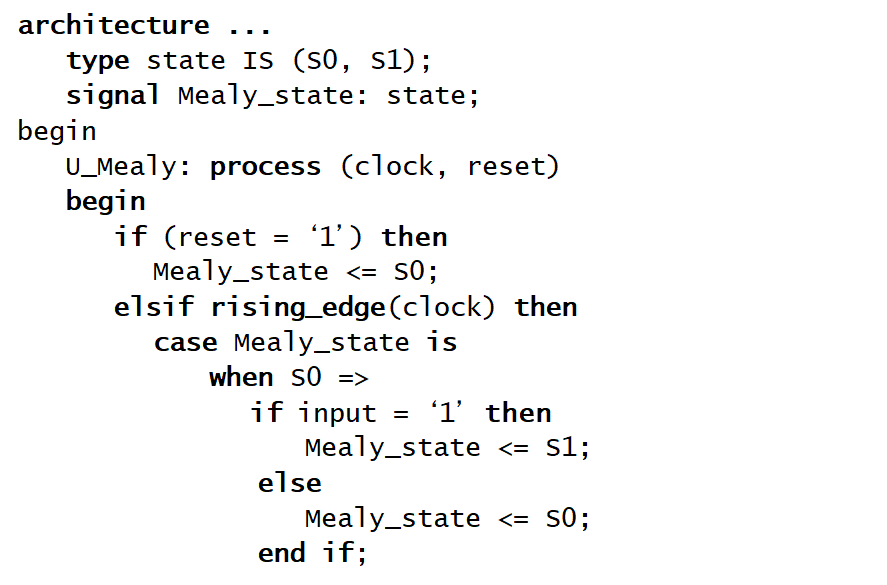 architecture ...
type state IS (S0, S1);
signal Mealy_state: state;
begin
U_Mealy: process (clock, reset)
begin
if (reset = ‘1’) then
Mealy_state <= S0;
elsif rising_edge(clock) then
case Mealy_state is
when S0 =>
if input = ‘1’ then
Mealy_state <= S1;
else
Mealy_state <= S0;
end if;